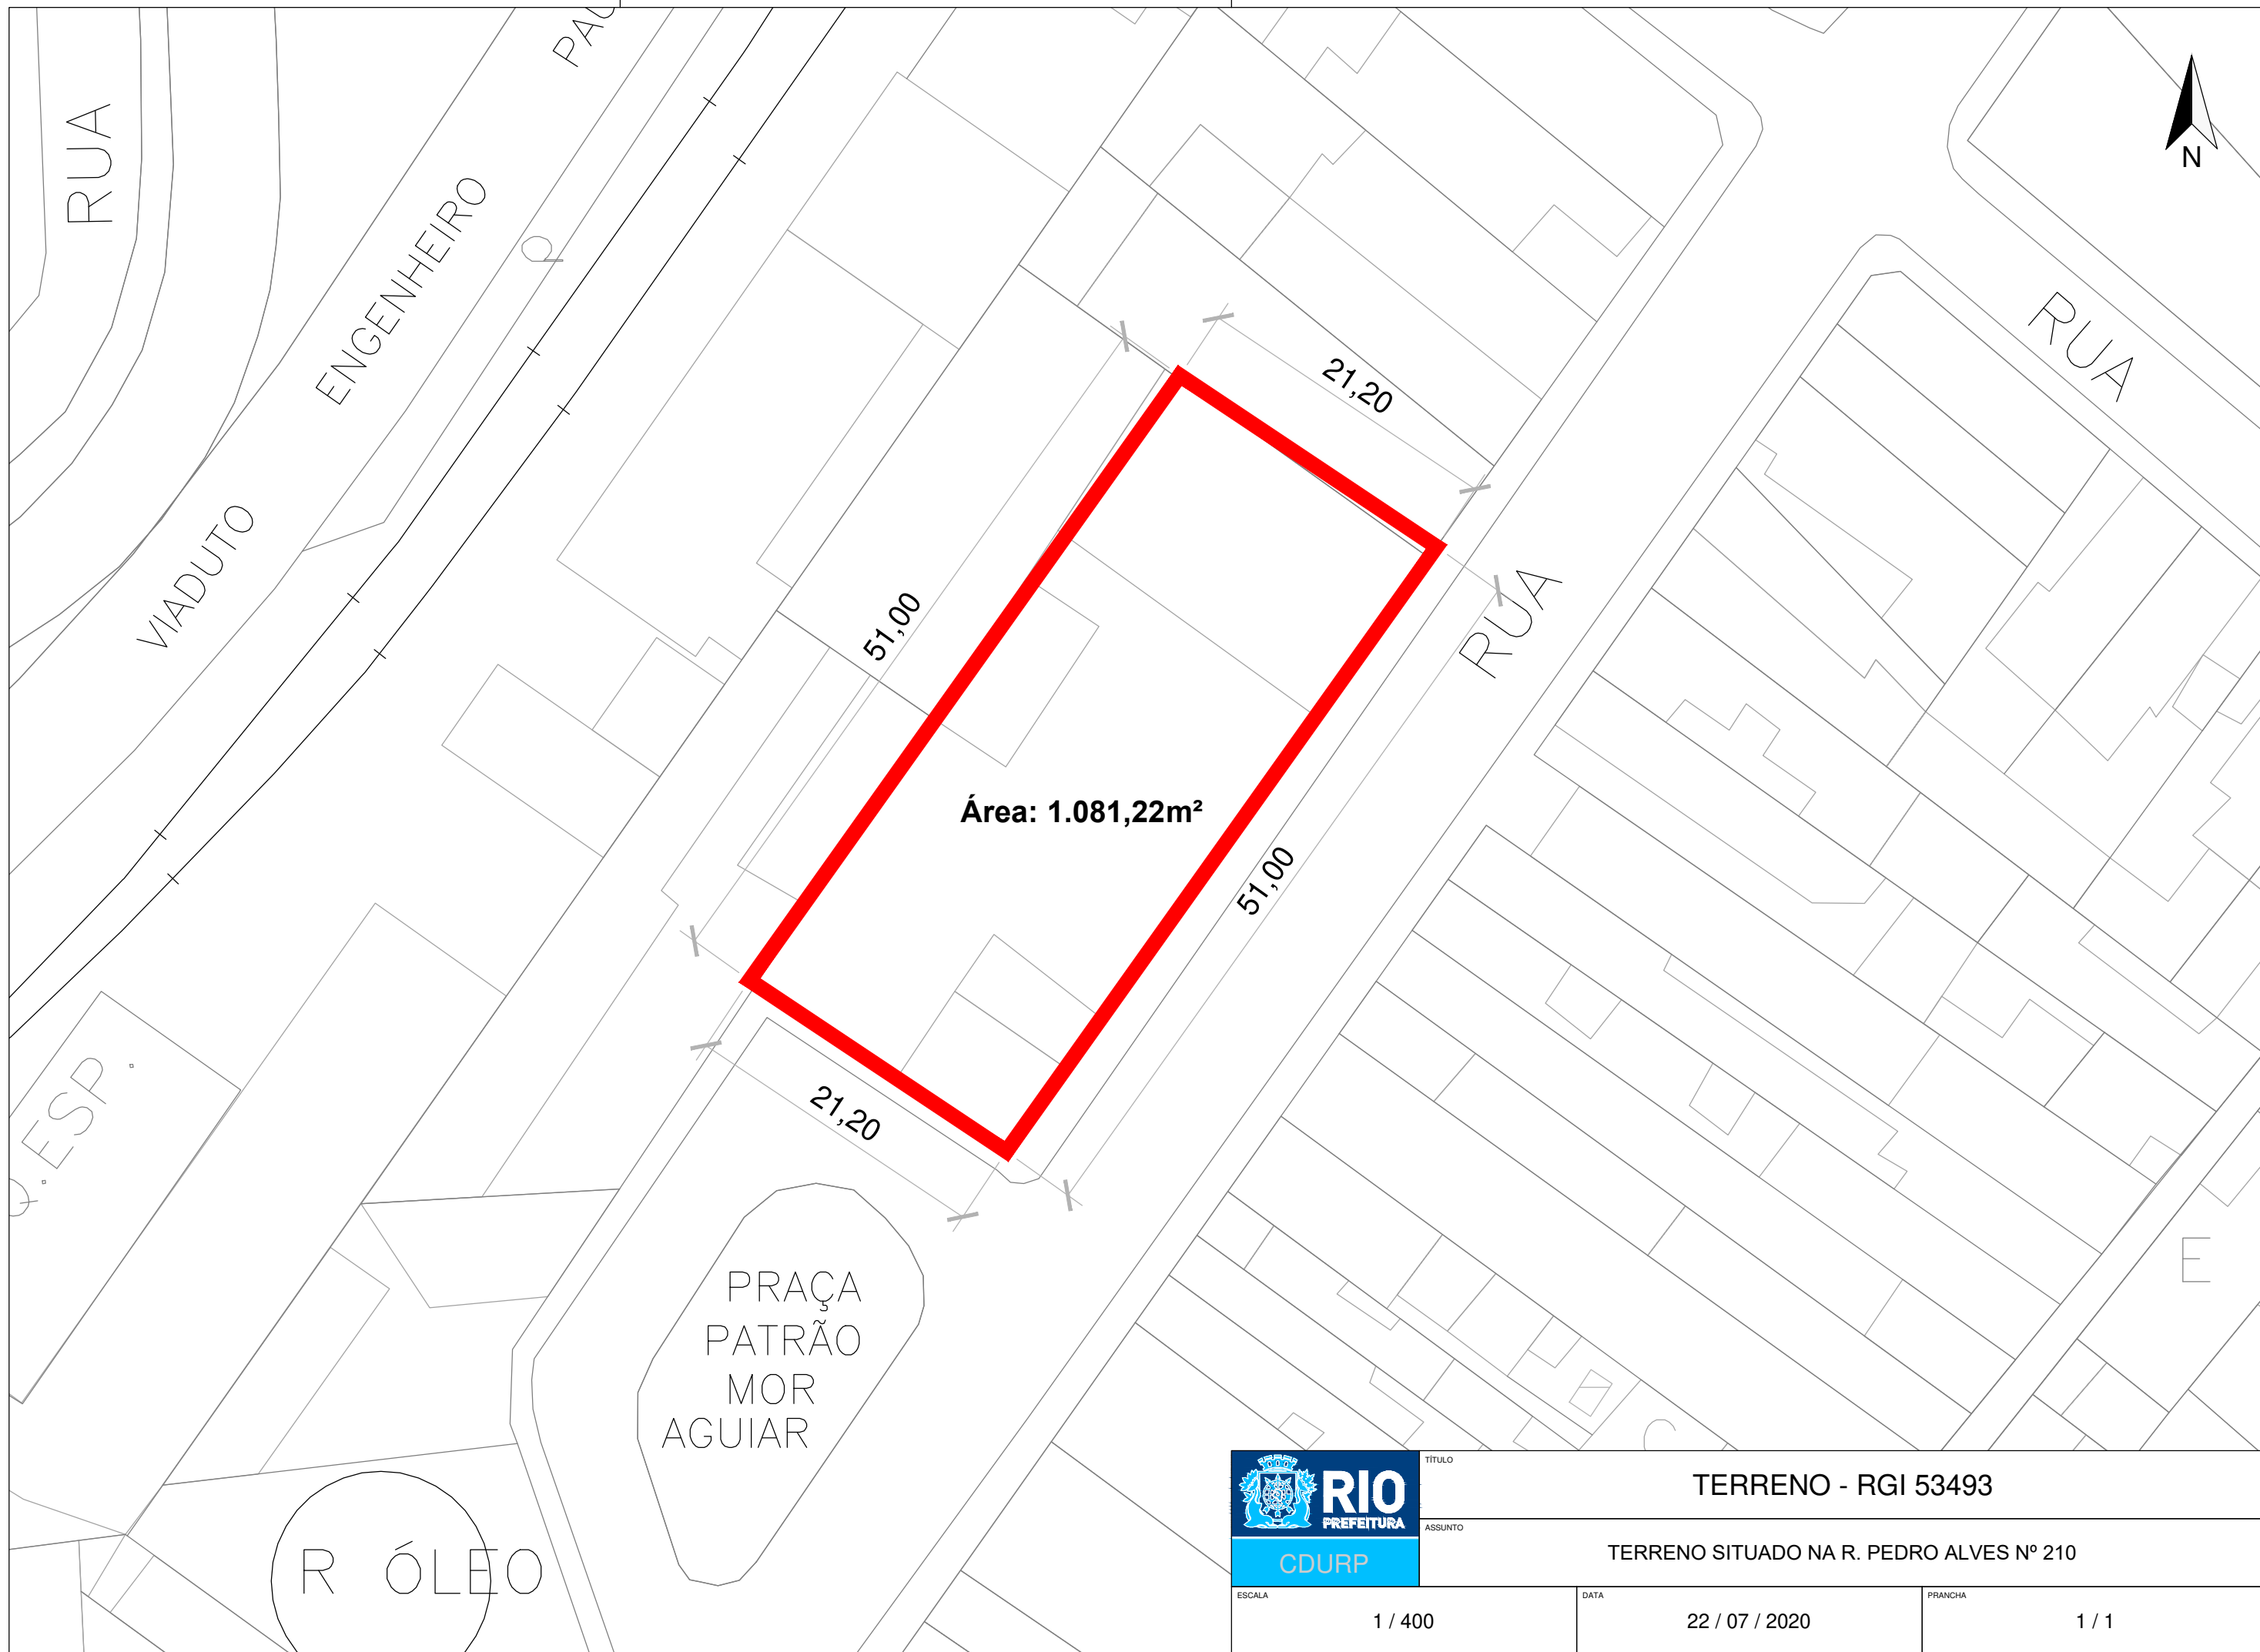 RUA
ENGENHEIRO
VIADUTO
N
RUA
21,20
51,00
RUA
Área: 1.081,22m²
51,00
21,20
PRAÇA
PATRÃO
MOR
AGUIAR
E
RIO
PREFEITURA
CDURP
TÍTULO
TERRENO - RGI 53493
ASSUNTO
TERRENO SITUADO NA R. PEDRO ALVES Nº 210
ESCALA
1 / 400
DATA
22 / 07 / 2020
PRANCHA
1 / 1
R ÓLEO